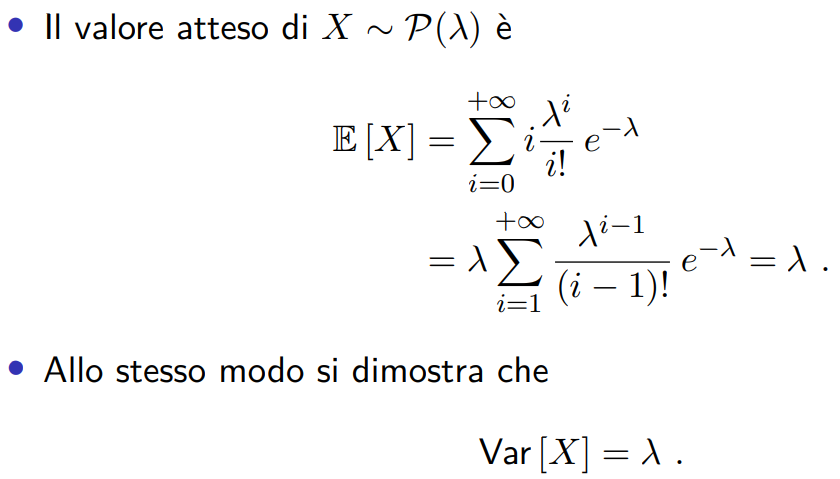 • Il valore atteso di $X \sim \mathcal{P}(\lambda)$ è
$\mathbb{E}\,[X] = \sum_{i=0}^{+\infty} i \frac{\lambda^i}{i!}\, e^{-\lambda}$
$= \lambda \sum_{i=1}^{+\infty} \frac{\lambda^{i-1}}{(i-1)!}\, e^{-\lambda} = \lambda \;.$
• Allo stesso modo si dimostra che
$\text{Var}\,[X] = \lambda \;.$